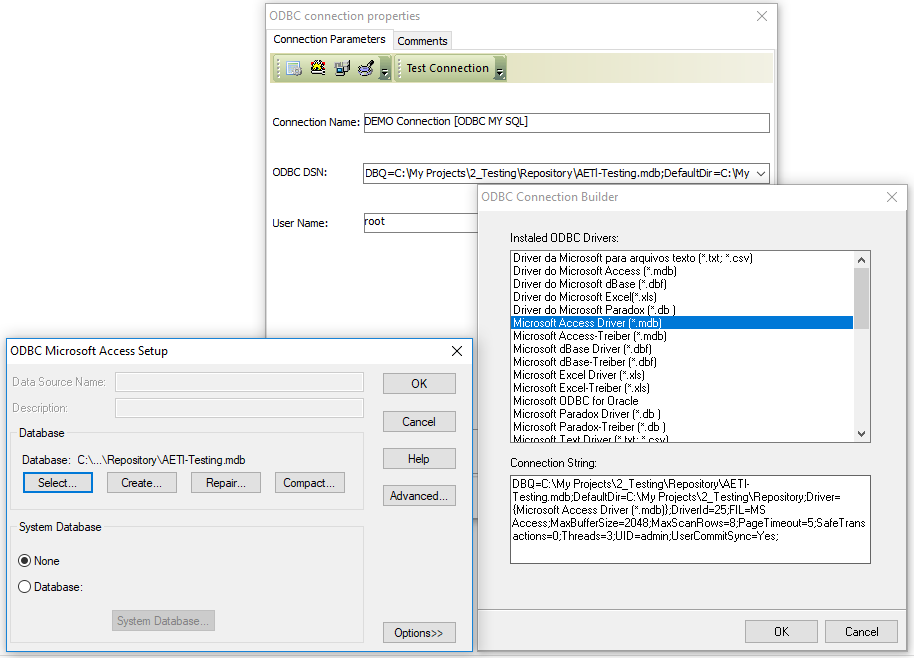 ODBC connection properties
Connection Parameters
Comments
Test Connection
Connection Name:
DEMO Connection [ODBC MY SQL]
ODBC DSN:
DBQ=C:\My Projects\2_Testing\Repository\AETI-Testing.mdb;DefaultDir=C:\My
User Name:
root
ODBC Connection Builder
Instaled ODBC Drivers:
Driver da Microsoft para arquivos texto (*.txt; *.csv)
Driver do Microsoft Access (*.mdb)
Driver do Microsoft dBase (*.dbf)
Driver do Microsoft Excel(*.xls)
Driver do Microsoft Paradox (*.db )
Microsoft Access Driver (*.mdb)
Microsoft Access-Treiber (*.mdb)
Microsoft dBase Driver (*.dbf)
Microsoft dBase-Treiber (*.dbf)
Microsoft Excel Driver (*.xls)
Microsoft Excel-Treiber (*.xls)
Microsoft ODBC for Oracle
Microsoft Paradox Driver (*.db )
Microsoft Paradox-Treiber (*.db )
Microsoft Text Driver (*.txt; *.csv)
Connection String:
DBQ=C:\My Projects\2_Testing\Repository\AETI-
Testing.mdb;DefaultDir=C:\My Projects\2_Testing\Repository;Driver=
{Microsoft Access Driver (*.mdb)};DriverId=25;FIL=MS
Access;MaxBufferSize=2048;MaxScanRows=8;PageTimeout=5;SafeTrans
actions=0;Threads=3;UID=admin;UserCommitSync=Yes;
OK
Cancel
ODBC Microsoft Access Setup
Data Source Name:
Description:
OK
Cancel
Help
Advanced...
Database
Database: C:\...\Repository\AETI-Testing.mdb
Select...
Create...
Repair...
Compact...
System Database
None
Database:
System Database...
Options>>